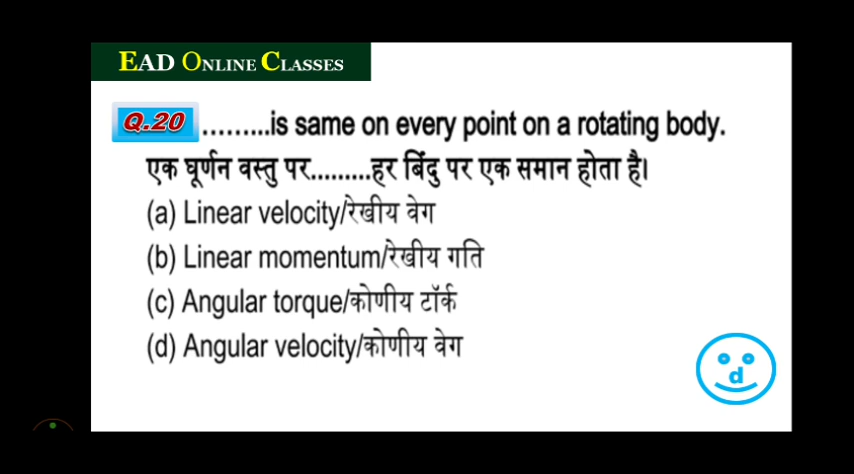 EAD ONLINE CLASSES
Q.20 .........is same on every point on a rotating body.
एक घूर्णन वस्तु पर.........हर बिंदु पर एक समान होता है।
(a) Linear velocity/रेखीय वेग
(b) Linear momentum/रेखीय गति
(c) Angular torque/कोणीय टॉर्क
(d) Angular velocity/कोणीय वेग
d